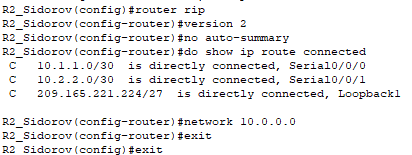 R2_Sidorov(config)#router rip
R2_Sidorov(config-router)#version 2
R2_Sidorov(config-router)#no auto-summary
R2_Sidorov(config-router)#do show ip route connected
C 10.1.1.0/30 is directly connected, Serial0/0/0
C 10.2.2.0/30 is directly connected, Serial0/0/1
C 209.165.221.224/27 is directly connected, Loopback1
R2_Sidorov(config-router)#network 10.0.0.0
R2_Sidorov(config-router)#exit
R2 Sidorov(config)#exit